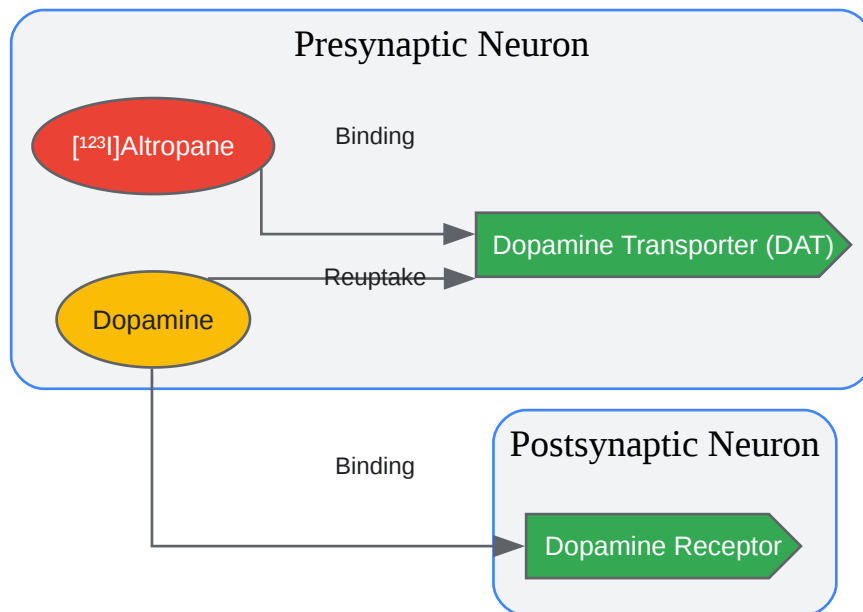 Presynaptic Neuron
[¹²³I]Altropane
Binding
Dopamine Transporter (DAT)
Reuptake
Dopamine
Postsynaptic Neuron
Binding
Dopamine Receptor